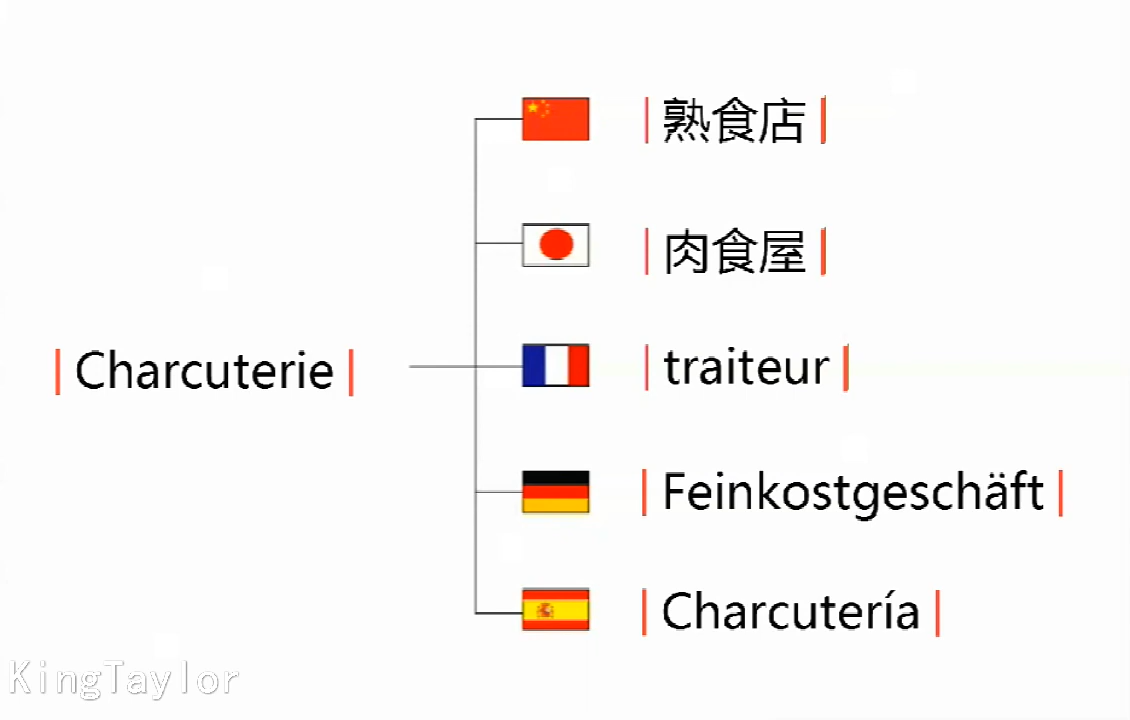 熟食店
肉食屋
Charcuterie
traiteur
Feinkostgeschäft
Charcutería
KingTaylor